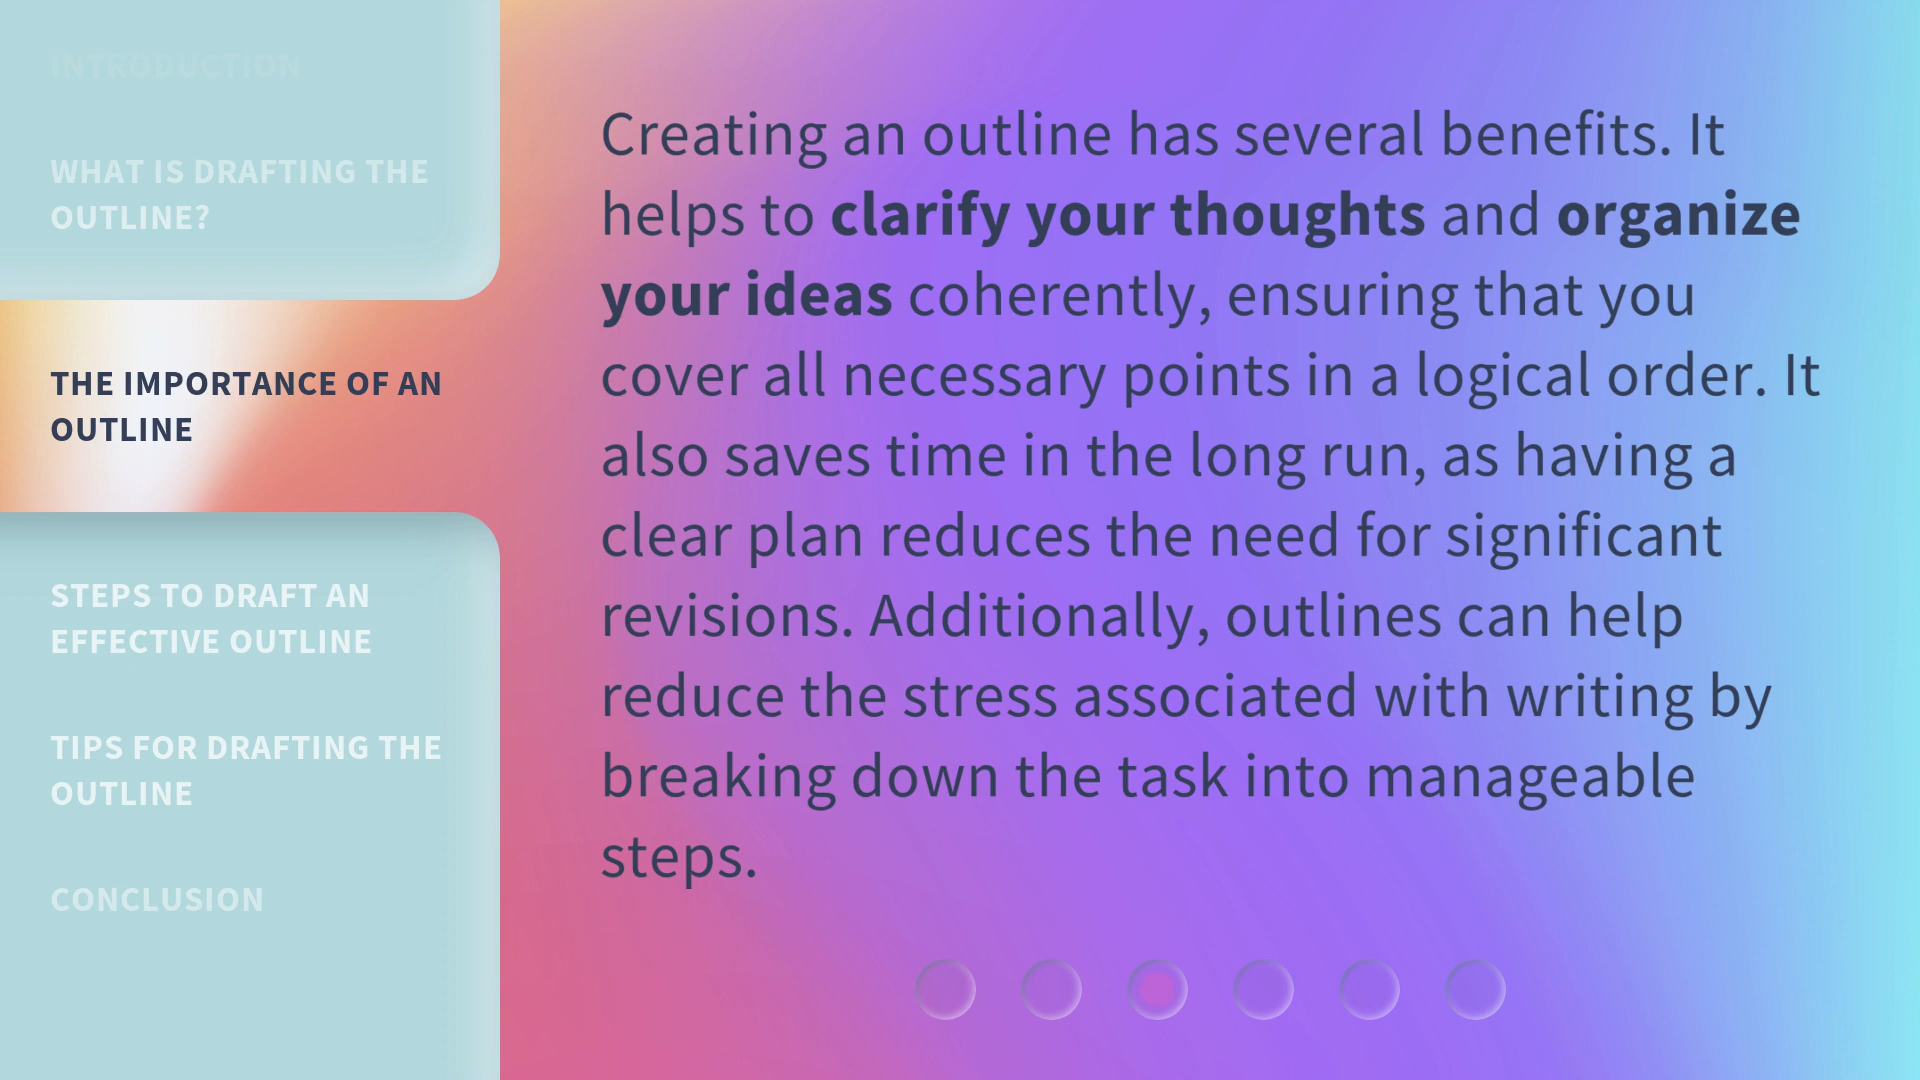 INTRODUCTION
WHAT IS DRAFTING THE
OUTLINE?
THE IMPORTANCE OF AN
OUTLINE
STEPS TO DRAFT AN
EFFECTIVE OUTLINE
TIPS FOR DRAFTING THE
OUTLINE
CONCLUSION
Creating an outline has several benefits. It
helps to clarify your thoughts and organize
your ideas coherently, ensuring that you
cover all necessary points in a logical order. It
also saves time in the long run, as having a
clear plan reduces the need for significant
revisions. Additionally, outlines can help
reduce the stress associated with writing by
breaking down the task into manageable
steps.